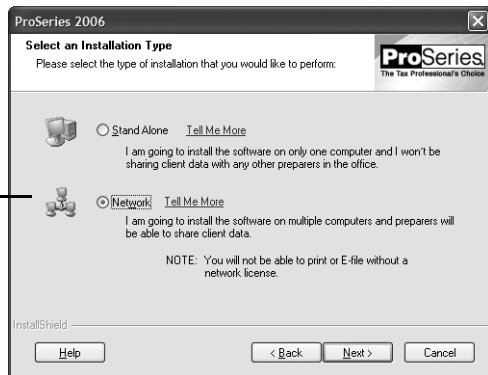 ProSeries 2006
Select an Installation Type
Please select the type of installation that you would like to perform:
ProSeries
The Tax Professional's Choice
Stand Alone Tell Me More
I am going to install the software on only one computer and I won't be
sharing client data with any other preparers in the office.
Network Tell Me More
I am going to install the software on multiple computers and preparers will
be able to share client data.
NOTE: You will not be able to print or E-file without a
network license.
InstallShield
Help
< Back
Next >
Cancel